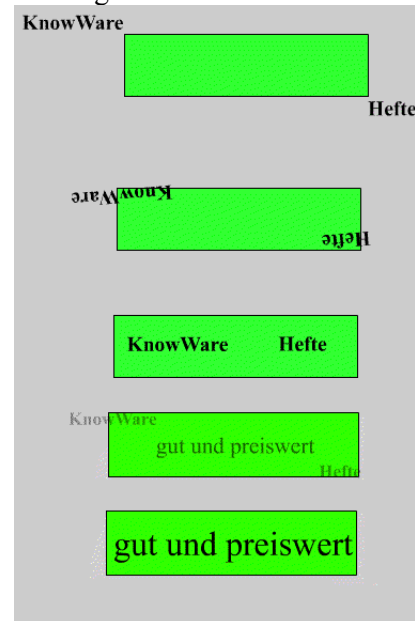 KnowWare
Hefte
KnowWare
Hefte
KnowWare Hefte
KnowWare
gut und preiswert
Hefte
gut und preiswert